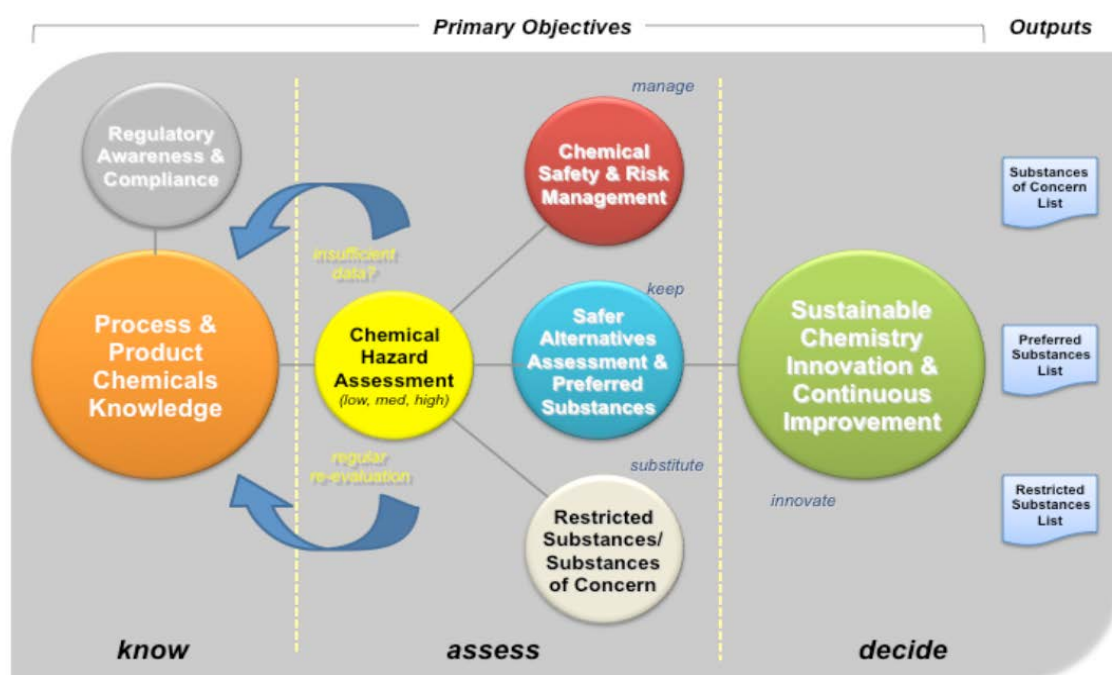 Primary Objectives
Outputs
Regulatory
Awareness &
Compliance
Process &
Product
Chemicals
Knowledge
insufficient
data?
Chemical
Hazard
Assessment
(low, med, high)
regular
re-evaluation
manage
Chemical
Safety & Risk
Management
keep
Safer
Alternatives
Assessment &
Preferred
Substances
substitute
Restricted
Substances/
Substances
of Concern
Sustainable
Chemistry
Innovation &
Continuous
Improvement
innovate
Substances
of Concern
List
Preferred
Substances
List
Restricted
Substances
List
know
assess
decide